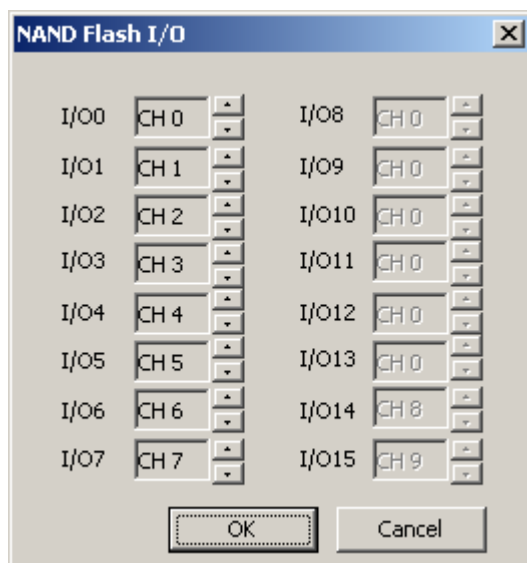 NAND Flash I/O
I/O0 CH 0 I/O8 CH 0
I/O1 CH 1 I/O9 CH 0
I/O2 CH 2 I/O10 CH 0
I/O3 CH 3 I/O11 CH 0
I/O4 CH 4 I/O12 CH 0
I/O5 CH 5 I/O13 CH 0
I/O6 CH 6 I/O14 CH 8
I/O7 CH 7 I/O15 CH 9
OK Cancel